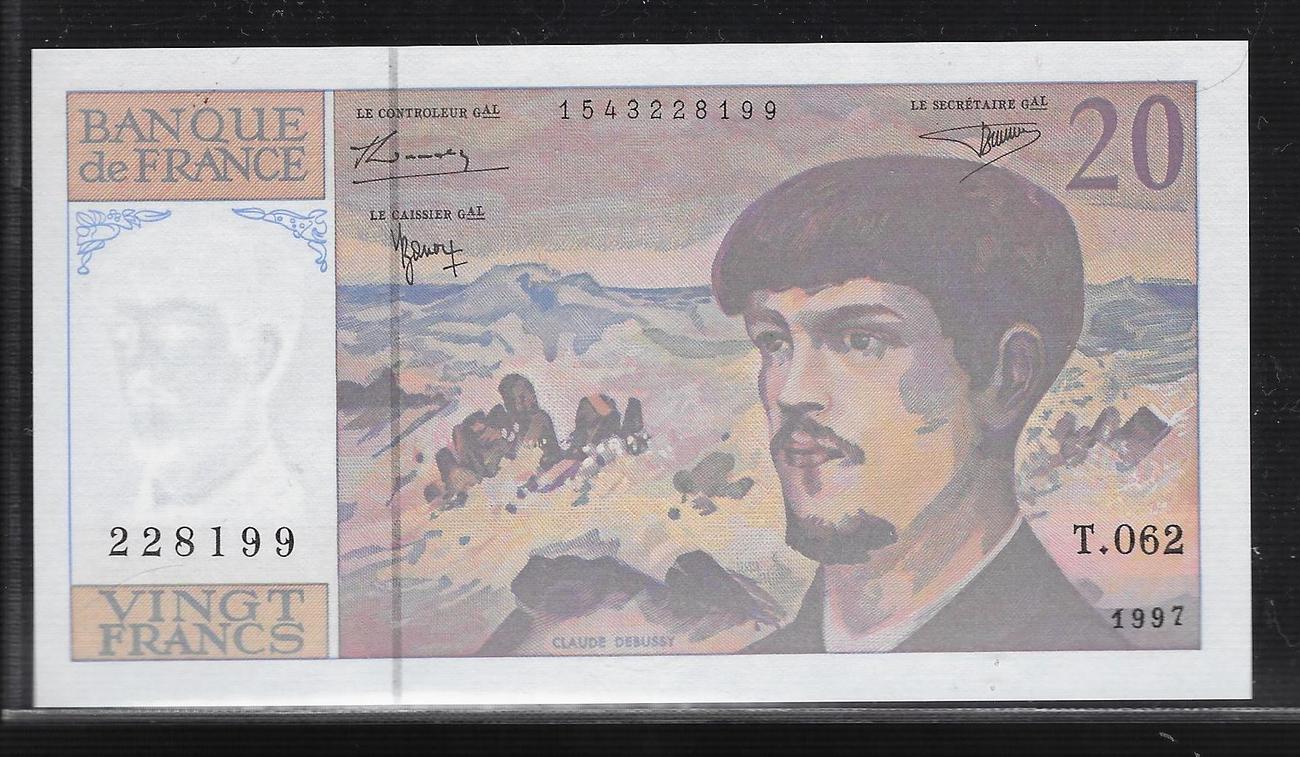 BANQUE
de FRANCE
LE CONTROLEUR GAL
1543228199
LE SECRÉTAIRE GAL
20
LE CAISSIER GAL
228199
T.062
VINGT
FRANCS
1997
CLAUDE DEBUSSY